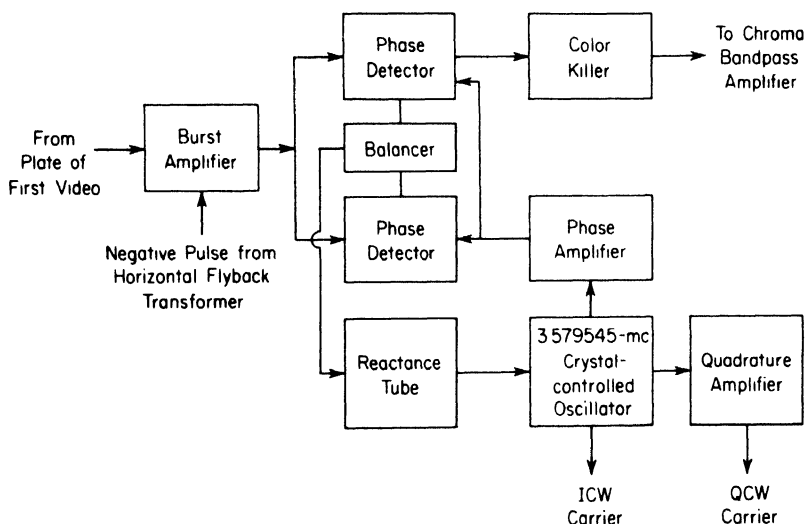 Phase
Detector
Color
Killer
To Chroma
Bandpass
Amplifier
From
Plate of
First Video
Burst
Amplifier
Balancer
Negative Pulse from
Horizontal Flyback
Transformer
Phase
Detector
Phase
Amplifier
Reactance
Tube
3 579545-mc
Crystal-
controlled
Oscillator
Quadrature
Amplifier
ICW
Carrier
QCW
Carrier